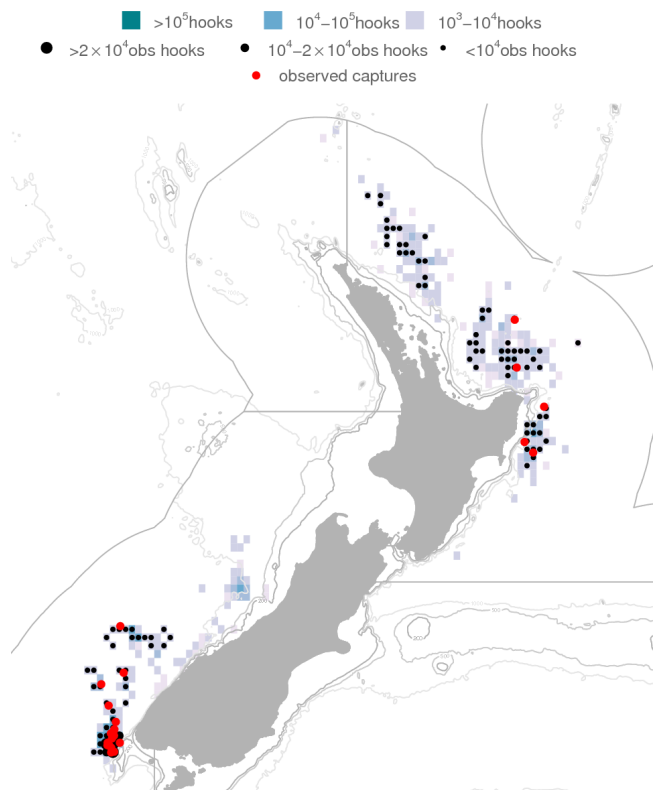 >10⁵hooks 10⁴−10⁵hooks 10³−10⁴hooks
>2×10⁴obs hooks 10⁴−2×10⁴obs hooks <10⁴obs hooks
observed captures